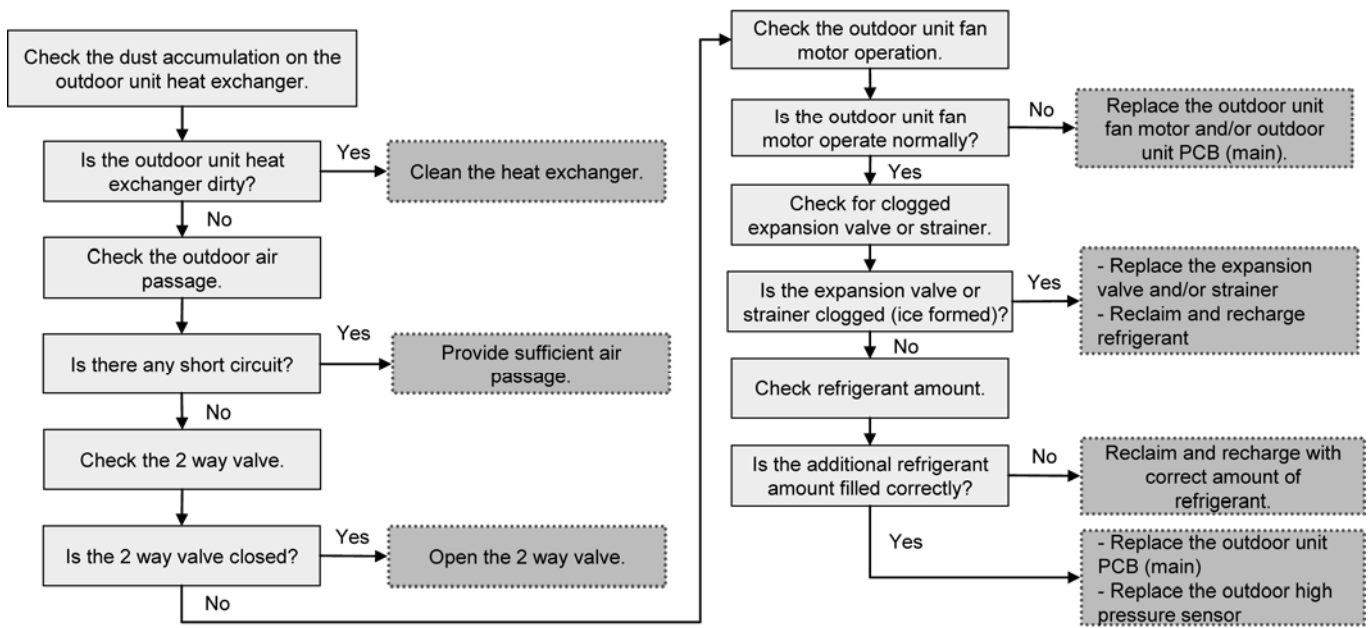 Check the dust accumulation on the
outdoor unit heat exchanger.
Is the outdoor unit heat
exchanger dirty?
Yes
Clean the heat exchanger.
No
Check the outdoor air
passage.
Is there any short circuit?
Yes
Provide sufficient air
passage.
No
Check the 2 way valve.
Is the 2 way valve closed?
Yes
Open the 2 way valve.
No
Check the outdoor unit fan
motor operation.
Is the outdoor unit fan
motor operate normally?
No
Replace the outdoor unit
fan motor and/or outdoor
unit PCB (main).
Yes
Check for clogged
expansion valve or strainer.
Is the expansion valve or
strainer clogged (ice formed)?
Yes
- Replace the expansion
valve and/or strainer
- Reclaim and recharge
refrigerant
No
Check refrigerant amount.
Is the additional refrigerant
amount filled correctly?
No
Reclaim and recharge with
correct amount of
refrigerant.
Yes
- Replace the outdoor unit
PCB (main)
- Replace the outdoor high
pressure sensor